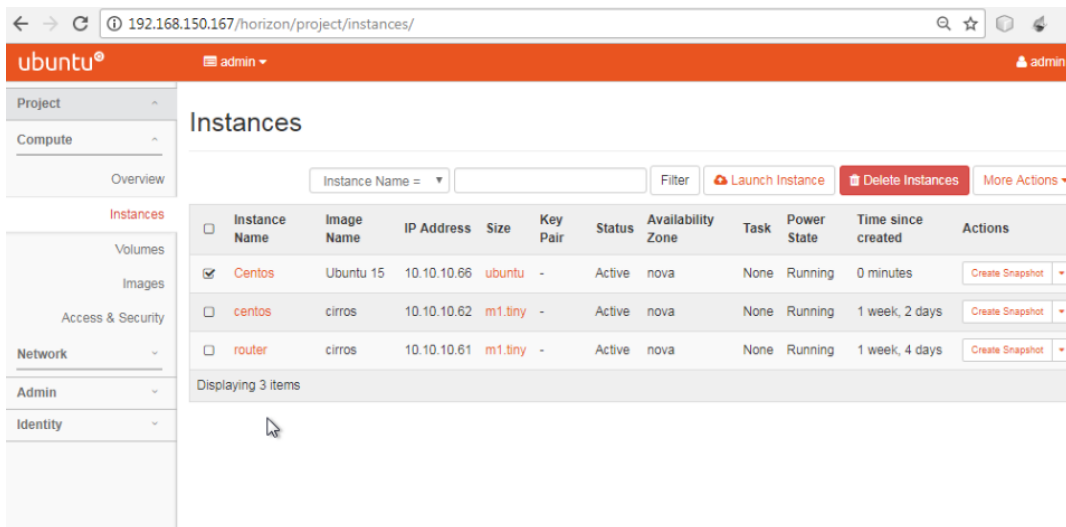 192.168.150.167/horizon/project/instances/
ubuntu® admin admin
Project
Compute
Overview
Instances
Volumes
Images
Access & Security
Network
Admin
Identity
Instances
Instance Name = Filter Launch Instance Delete Instances More Actions
Instance Name Image Name IP Address Size Key Pair Status Availability Zone Task Power State Time since created Actions
Centos Ubuntu 15 10.10.10.66 ubuntu - Active nova None Running 0 minutes Create Snapshot
centos cirros 10.10.10.62 m1.tiny - Active nova None Running 1 week, 2 days Create Snapshot
router cirros 10.10.10.61 m1.tiny - Active nova None Running 1 week, 4 days Create Snapshot
Displaying 3 items